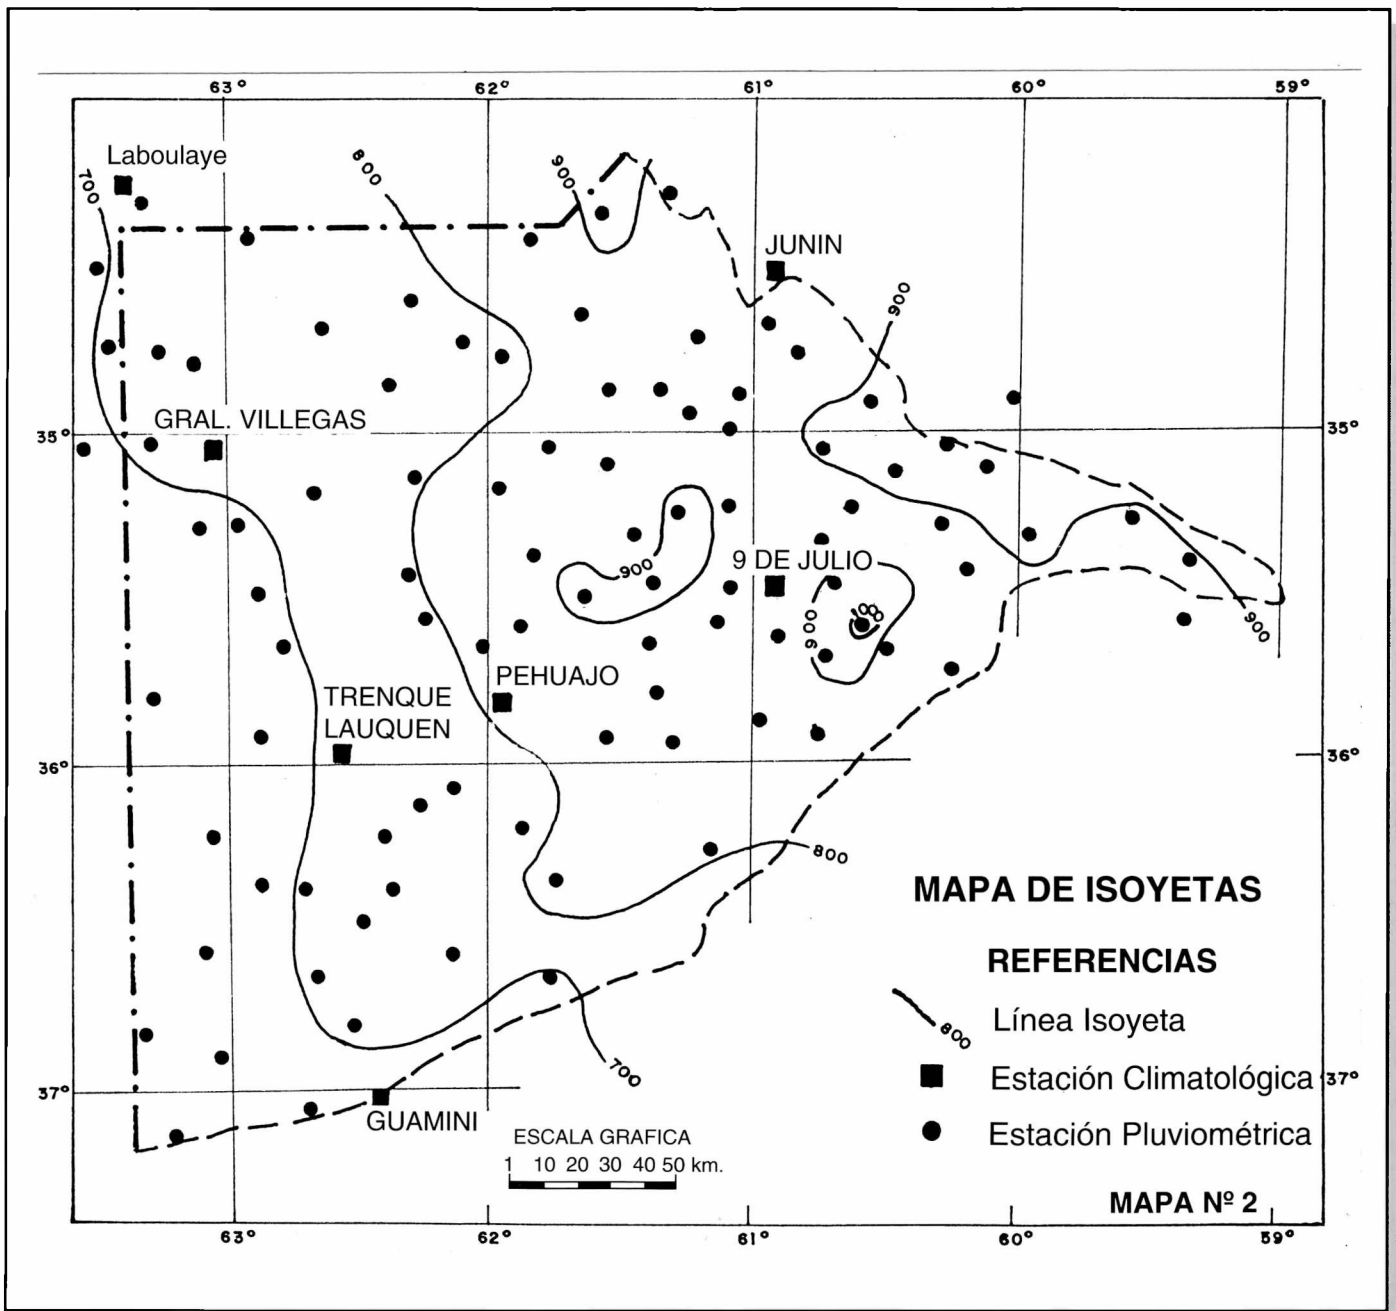 63° 62° 61° 60° 59°
Laboulaye
700
800
900
JUNIN
900
GRAL. VILLEGAS
35° 35°
900
9 DE JULIO
900
900
PEHUAJO
TRENQUE
LAUQUEN
36° 36°
800
MAPA DE ISOYETAS
REFERENCIAS
800
Línea Isoyeta
700
Estación Climatológica
37° 37°
GUAMINI
ESCALA GRAFICA
Estación Pluviométrica
1 10 20 30 40 50 km.
MAPA Nº 2
63° 62° 61° 60° 59°